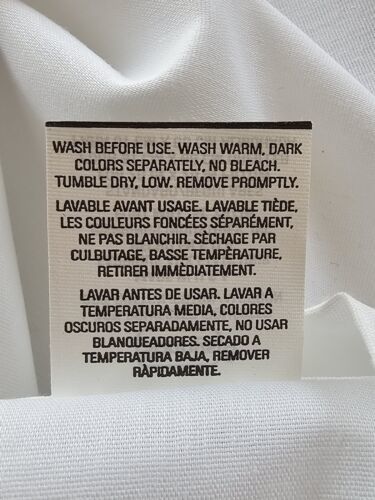 WASH BEFORE USE. WASH WARM, DARK
COLORS SEPARATELY, NO BLEACH.
TUMBLE DRY, LOW. REMOVE PROMPTLY.
LAVABLE AVANT USAGE. LAVABLE TIÈDE,
LES COULEURS FONCÉES SÉPARÉMENT,
NE PAS BLANCHIR. SÈCHAGE PAR
CULBUTAGE, BASSE TEMPÈRATURE,
RETIRER IMMÈDIATEMENT.
LAVAR ANTES DE USAR. LAVAR A
TEMPERATURA MEDIA, COLORES
OSCUROS SEPARADAMENTE, NO USAR
BLANQUEADORES. SECADO A
TEMPERATURA BAJA, REMOVER
RÀPIDAMENTE.